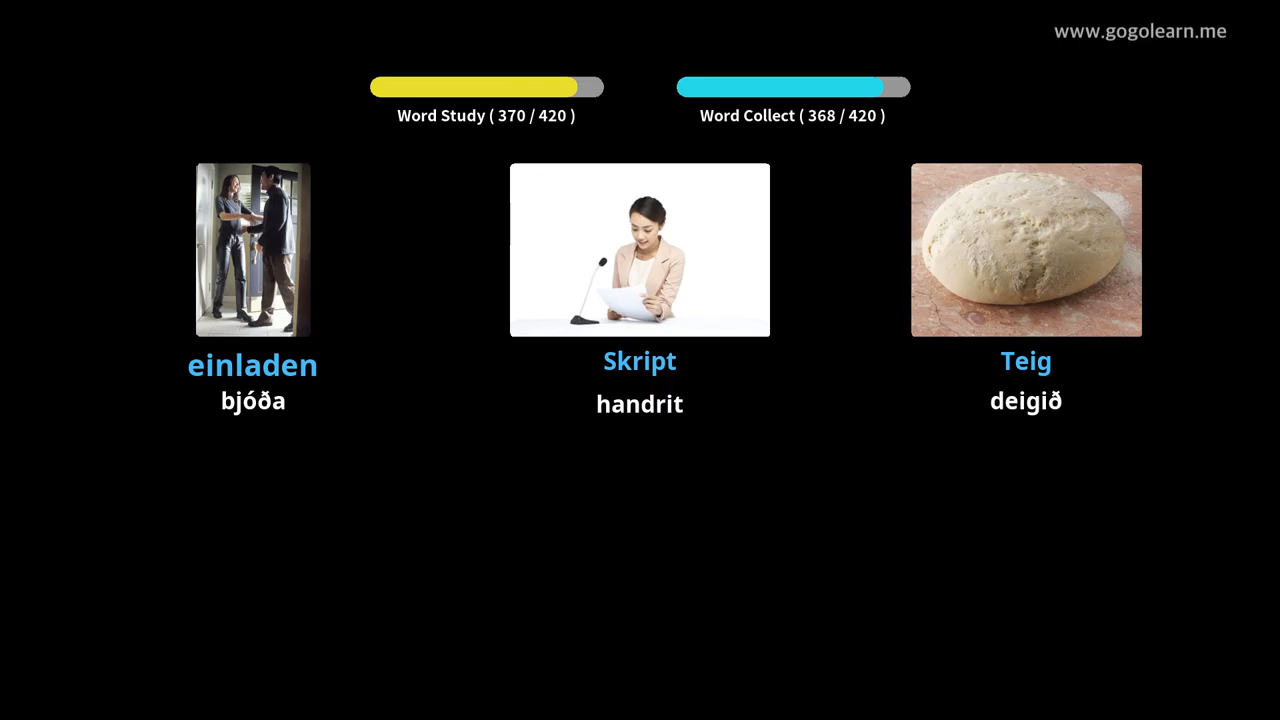 www.gogolearn.me
Word Study ( 370 / 420 )
Word Collect ( 368 / 420 )
einladen
bjóða
Skript
handrit
Teig
deigið